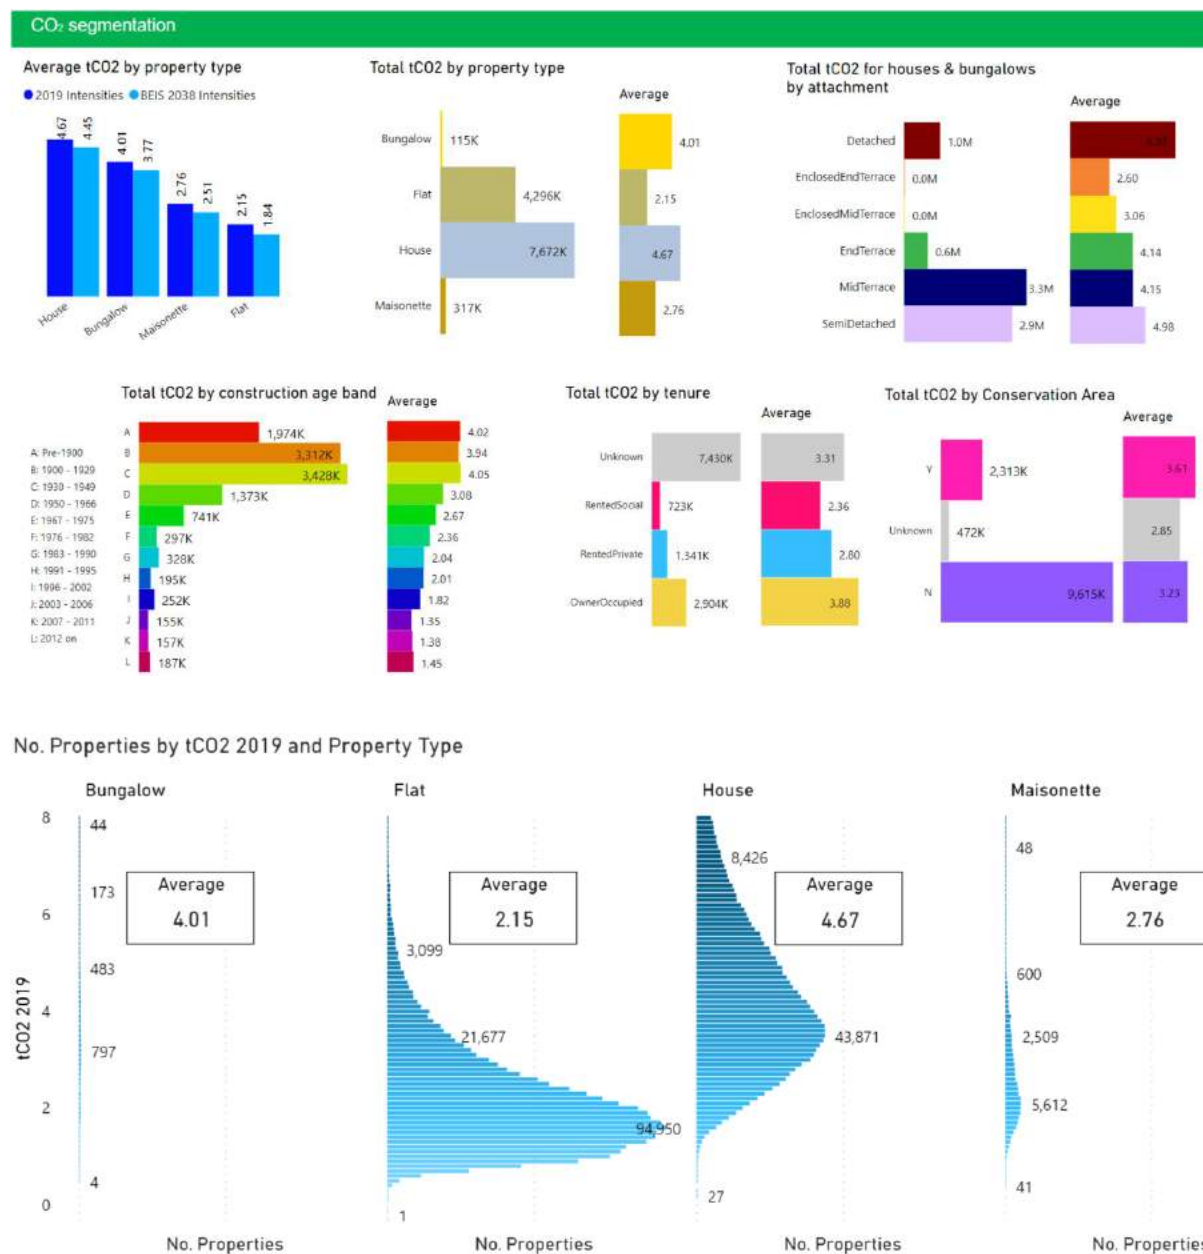 CO₂ segmentation
Average tCO2 by property type
2019 Intensities BEIS 2038 Intensities
4.67 4.45 4.01 3.77 2.76 2.51 2.15 1.84
House Bungalow Maisonette Flat
Total tCO2 by property type
Average
Bungalow 115K 4.01
Flat 4,296K 2.15
House 7,672K 4.67
Maisonette 317K 2.76
Total tCO2 for houses & bungalows
by attachment
Average
Detached 1.0M
EnclosedEndTerrace 0.0M 2.60
EnclosedMidTerrace 0.0M 3.06
EndTerrace 0.6M 4.14
MidTerrace 3.3M 4.15
SemiDetached 2.9M 4.98
Total tCO2 by construction age band
Average
A: Pre-1900
B: 1900 - 1929
C: 1930 - 1949
D: 1950 - 1966
E: 1967 - 1975
F: 1976 - 1982
G: 1983 - 1990
H: 1991 - 1995
I: 1996 - 2002
J: 2003 - 2006
K: 2007 - 2011
L: 2012 on
A 1,974K 4.02
B 3,312K 3.94
C 3,428K 4.05
D 1,373K 3.08
E 741K 2.67
F 297K 2.36
G 328K 2.04
H 195K 2.01
I 252K 1.82
J 155K 1.35
K 157K 1.38
L 187K 1.45
Total tCO2 by tenure
Average
Unknown 7,430K 3.31
RentedSocial 723K 2.36
RentedPrivate 1,341K 2.80
OwnerOccupied 2,904K 3.88
Total tCO2 by Conservation Area
Average
Y 2,313K 3.61
Unknown 472K 2.85
N 9,615K 3.23
No. Properties by tCO2 2019 and Property Type
Bungalow Flat House Maisonette
tCO2 2019
8
6
4
2
0
44
173
483
797
4
Average
4.01
No. Properties
3,099
21,677
94,950
1
Average
2.15
No. Properties
8,426
43,871
27
Average
4.67
No. Properties
48
600
2,509
5,612
41
Average
2.76
No. Properties